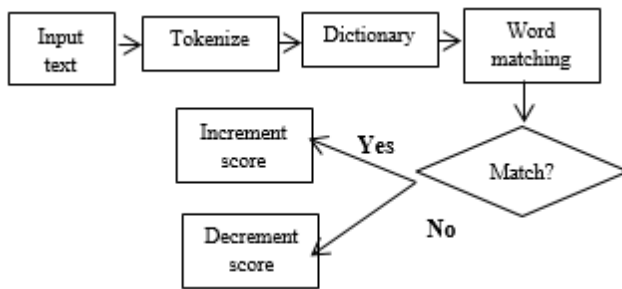 Input
text
Tokenize
Dictionary
Word
matching
Match?
Yes
Increment
score
No
Decrement
score